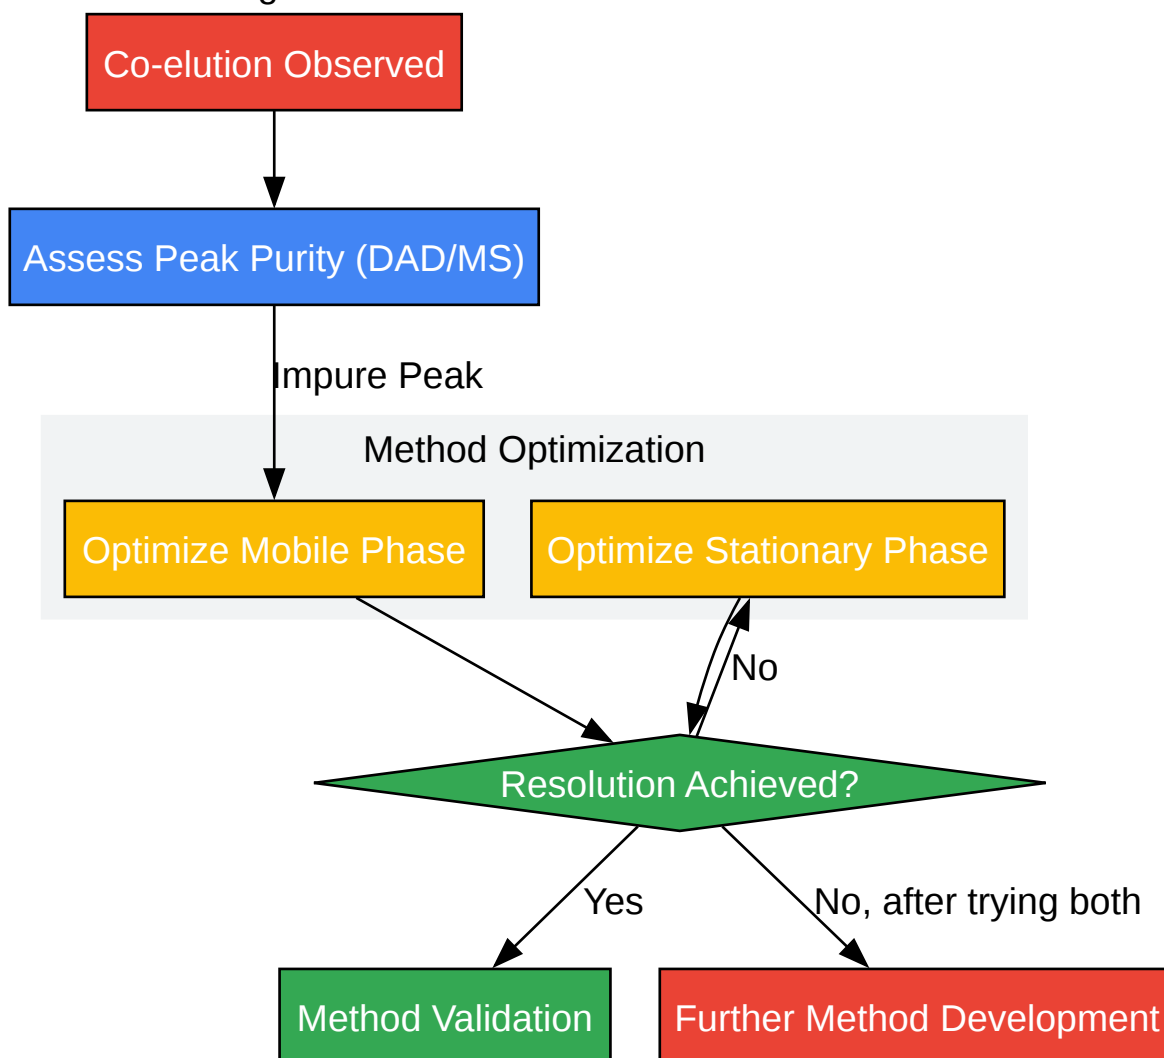 Co-elution Observed
Assess Peak Purity (DAD/MS)
Impure Peak
Method Optimization
Optimize Mobile Phase
Optimize Stationary Phase
No
Resolution Achieved?
Yes
No, after trying both
Method Validation
Further Method Development